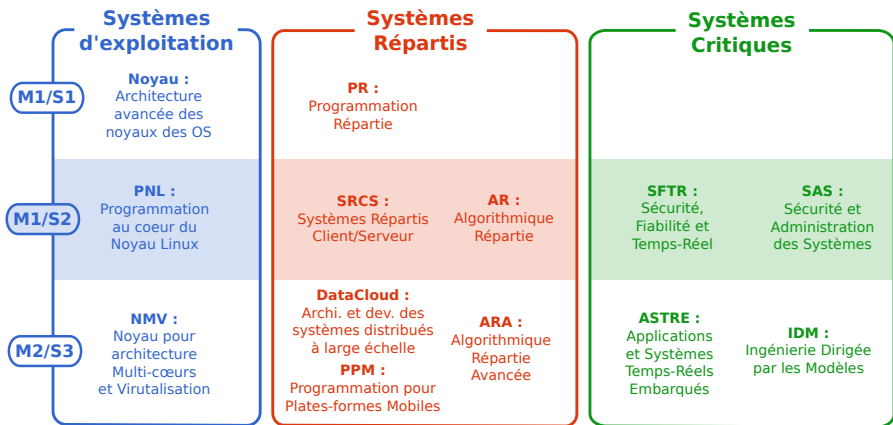 Systèmes
d'exploitation
Systèmes
Répartis
Systèmes
Critiques
M1/S1
Noyau :
Architecture
avancée des
noyaux des OS
PR :
Programmation
Répartie
M1/S2
PNL :
Programmation
au coeur du
Noyau Linux
SRCS :
Systèmes Répartis
Client/Serveur
AR :
Algorithmique
Répartie
SFTR :
Sécurité,
Fiabilité et
Temps-Réel
SAS :
Sécurité et
Administration
des Systèmes
M2/S3
NMV :
Noyau pour
architecture
Multi-cœurs
et Virutalisation
DataCloud :
Archi. et dev. des
systèmes distribués
à large échelle
PPM :
Programmation pour
Plates-formes Mobiles
ARA :
Algorithmique
Répartie
Avancée
ASTRE :
Applications
et Systèmes
Temps-Réels
Embarqués
IDM :
Ingénierie Dirigée
par les Modèles